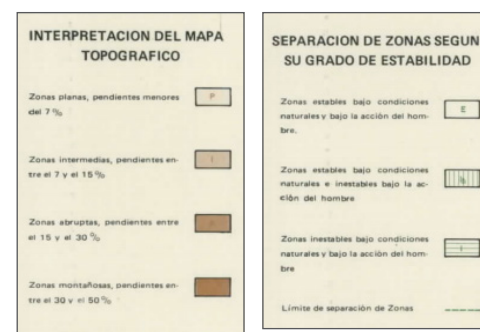 INTERPRETACION DEL MAPA
TOPOGRAFICO
Zonas planas, pendientes menores
del 7 %
P
Zonas intermedias, pendientes en-
tre el 7 y el 15 %
I
Zonas abruptas, pendientes entre
el 15 y el 30 %
Zonas montañosas, pendientes en-
tre el 30 y el 50 %
SEPARACION DE ZONAS SEGUN
SU GRADO DE ESTABILIDAD
Zonas estables bajo condiciones
naturales y bajo la acción del hom-
bre.
E
Zonas estables bajo condiciones
naturales e inestables bajo la ac-
ción del hombre
Zonas inestables bajo condiciones
naturales y bajo la acción del hom-
bre
I
Límite de separación de Zonas